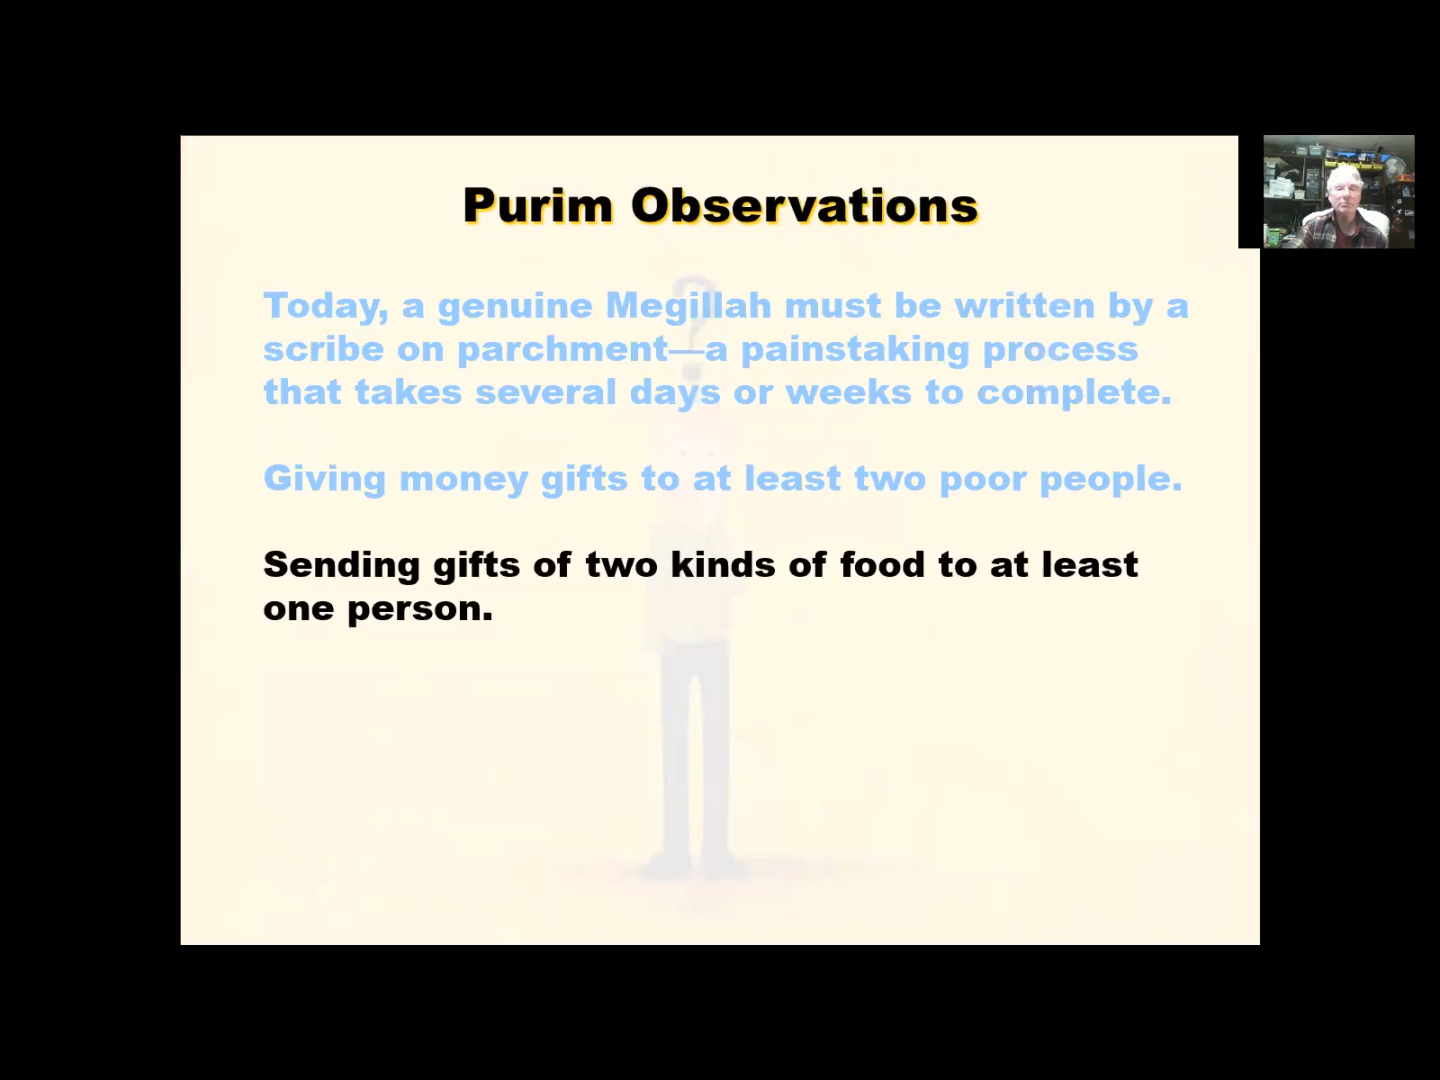 Purim Observations
Today, a genuine Megillah must be written by a
scribe on parchment—a painstaking process
that takes several days or weeks to complete.
Giving money gifts to at least two poor people.
Sending gifts of two kinds of food to at least
one person.